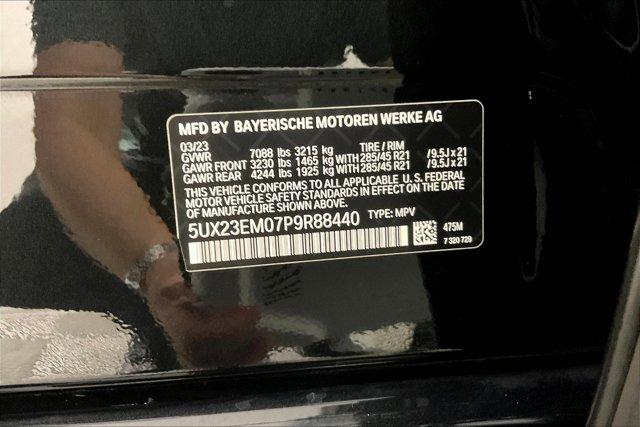 MFD BY BAYERISCHE MOTOREN WERKE AG
03/23 TIRE / RIM
GVWR 7088 lbs 3215 kg
GAWR FRONT 3230 lbs 1465 kg WITH 285/45 R21 /9.5J x 21
GAWR REAR 4244 lbs 1925 kg WITH 285/45 R21 /9.5J x 21
THIS VEHICLE CONFORMS TO ALL APPLICABLE U. S. FEDERAL
MOTOR VEHICLE SAFETY STANDARDS IN EFFECT ON THE DATE
OF MANUFACTURE SHOWN ABOVE.
5UX23EM07P9R88440 TYPE: MPV
475M
7 320 729